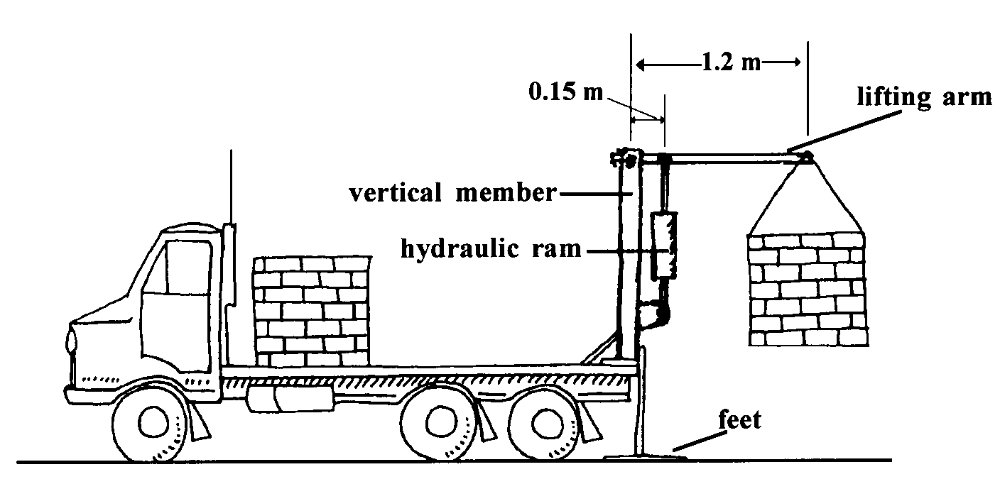 1.2 m
0.15 m
lifting arm
vertical member
hydraulic ram
feet